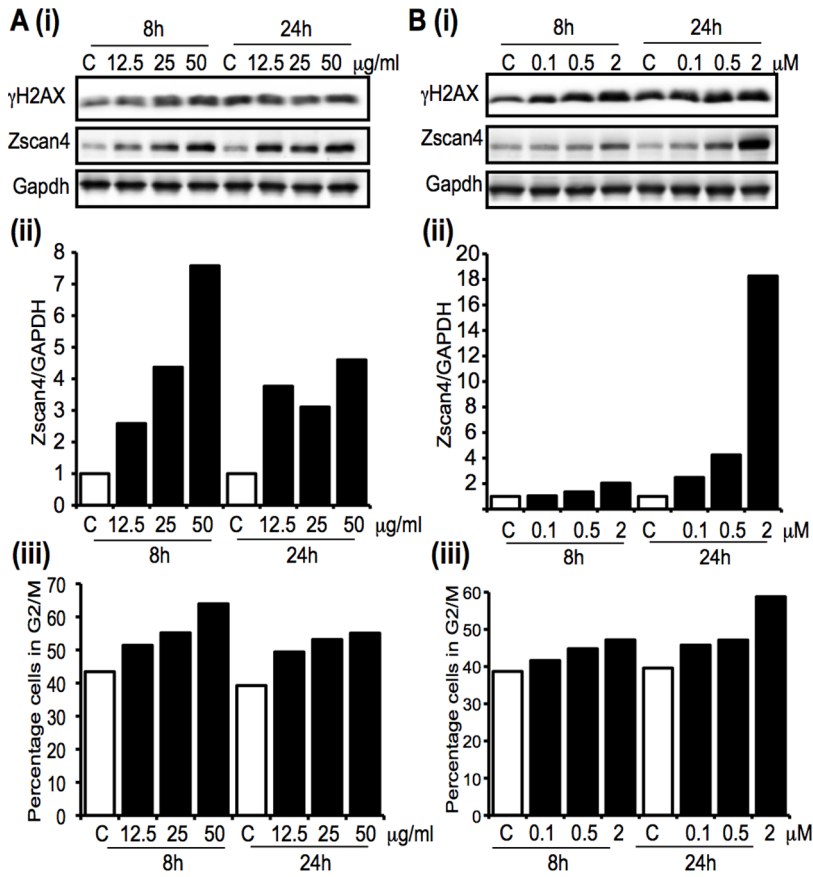 A (i)
8h 24h
C 12.5 25 50 C 12.5 25 50 μg/ml
γH2AX
Zscan4
Gapdh
(ii)
8
7
6
5
4
3
2
1
0
Zscan4/GAPDH
C 12.5 25 50 C 12.5 25 50 μg/ml
8h 24h
(iii)
70
60
50
40
30
20
10
0
Percentage cells in G2/M
C 12.5 25 50 C 12.5 25 50 μg/ml
8h 24h
B (i)
8h 24h
C 0.1 0.5 2 C 0.1 0.5 2 μM
γH2AX
Zscan4
Gapdh
(ii)
20
18
16
14
12
10
8
6
4
2
Zscan4/GAPDH
C 0.1 0.5 2 C 0.1 0.5 2 μM
8h 24h
(iii)
60
50
40
30
20
10
0
Percentage cells in G2/M
C 0.1 0.5 2 C 0.1 0.5 2 μM
8h 24h